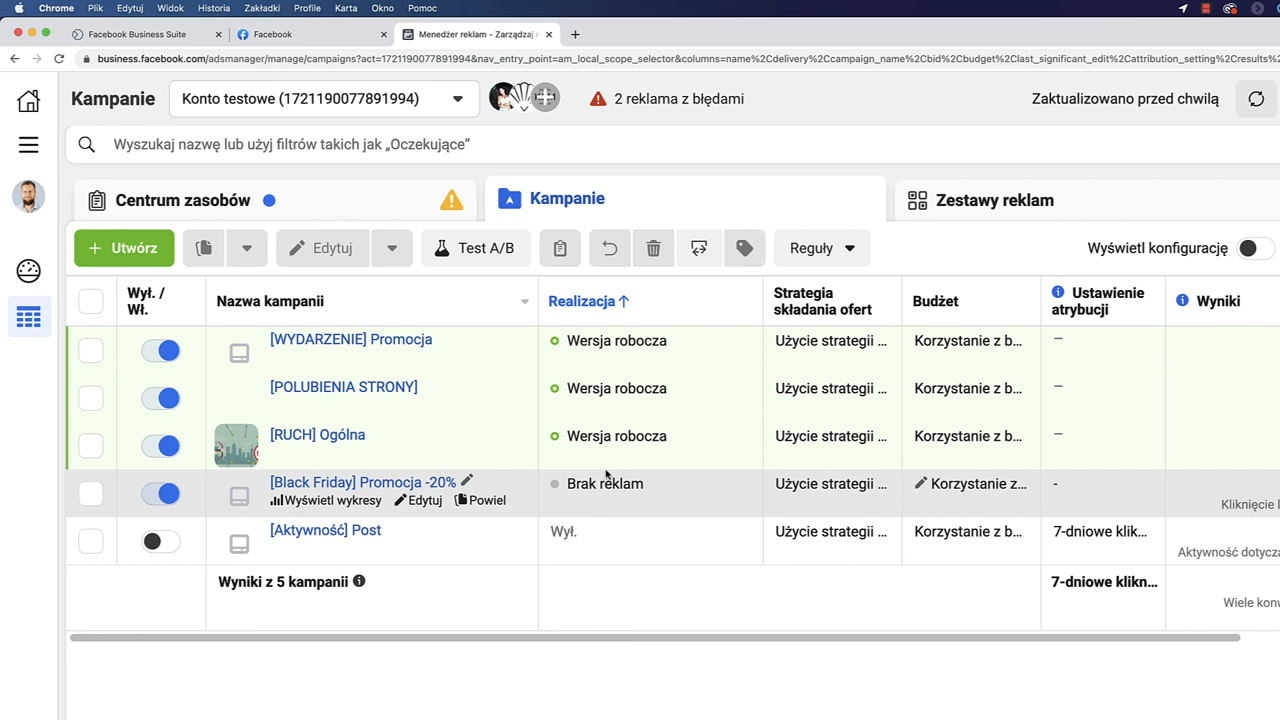 Chrome Plik Edytuj Widok Historia Zakładki Profile Karta Okno Pomoc
Facebook Business Suite
Facebook
Menedżer reklam - Zarządzaj
business.facebook.com/adsmanager/manage/campaigns?act=1721190077891994&nav_entry_point=am_local_scope_selector&columns=name%2Cdelivery%2Ccampaign_name%2Cbid%2Cbudget%2Clast_significant_edit%2Cattribution_setting%2Cresults%2
Kampanie
Konto testowe (1721190077891994)
2 reklama z błędami
Zaktualizowano przed chwilą
Wyszukaj nazwę lub użyj filtrów takich jak „Oczekujące”
Centrum zasobów
Kampanie
Zestawy reklam
+ Utwórz
Edytuj
Test A/B
Reguły
Wyświetl konfigurację
Wył. /
Wł.
Nazwa kampanii
Realizacja ↑
Strategia
składania ofert
Budżet
Ustawienie
atrybucji
Wyniki
[WYDARZENIE] Promocja
Wersja robocza
Użycie strategii ...
Korzystanie z b...
–
[POLUBIENIA STRONY]
Wersja robocza
Użycie strategii ...
Korzystanie z b...
–
[RUCH] Ogólna
Wersja robocza
Użycie strategii ...
Korzystanie z b...
–
[Black Friday] Promocja -20%
Wyświetl wykresy Edytuj Powiel
Brak reklam
Użycie strategii ...
Korzystanie z...
-
Kliknięcie l
[Aktywność] Post
Wył.
Użycie strategii ...
Korzystanie z b...
7-dniowe klik...
Aktywność dotycza
Wyniki z 5 kampanii
7-dniowe klikn...
Wiele konw